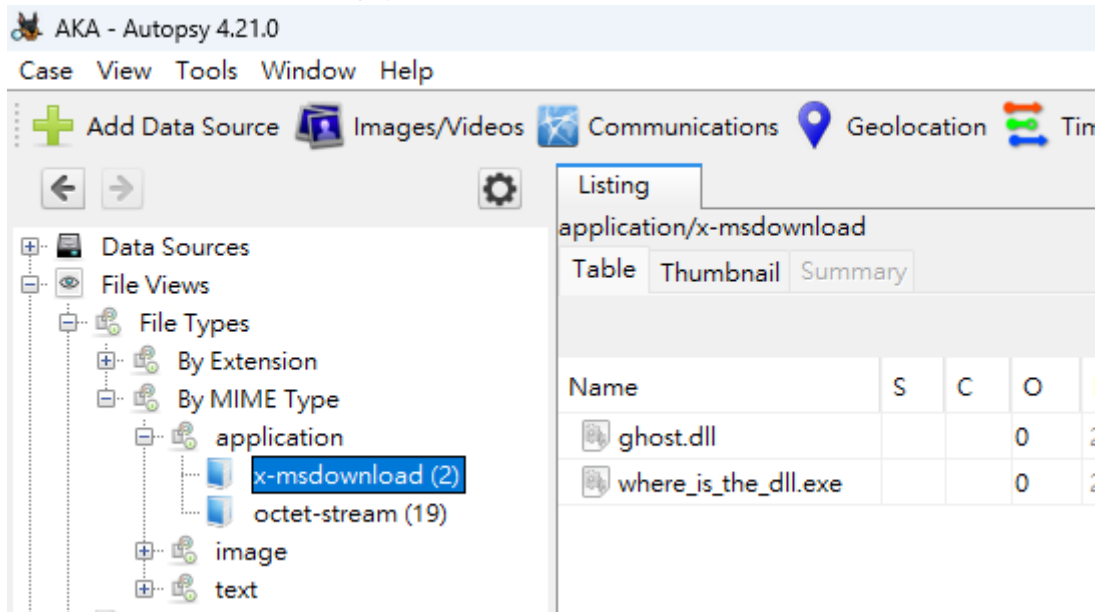 AKA - Autopsy 4.21.0
Case View Tools Window Help
Add Data Source Images/Videos Communications Geolocation Tim
Listing
application/x-msdownload
Table Thumbnail Summary
Data Sources
File Views
File Types
By Extension
By MIME Type
application
x-msdownload (2)
octet-stream (19)
image
text
Name S C O
ghost.dll 0
where_is_the_dll.exe 0